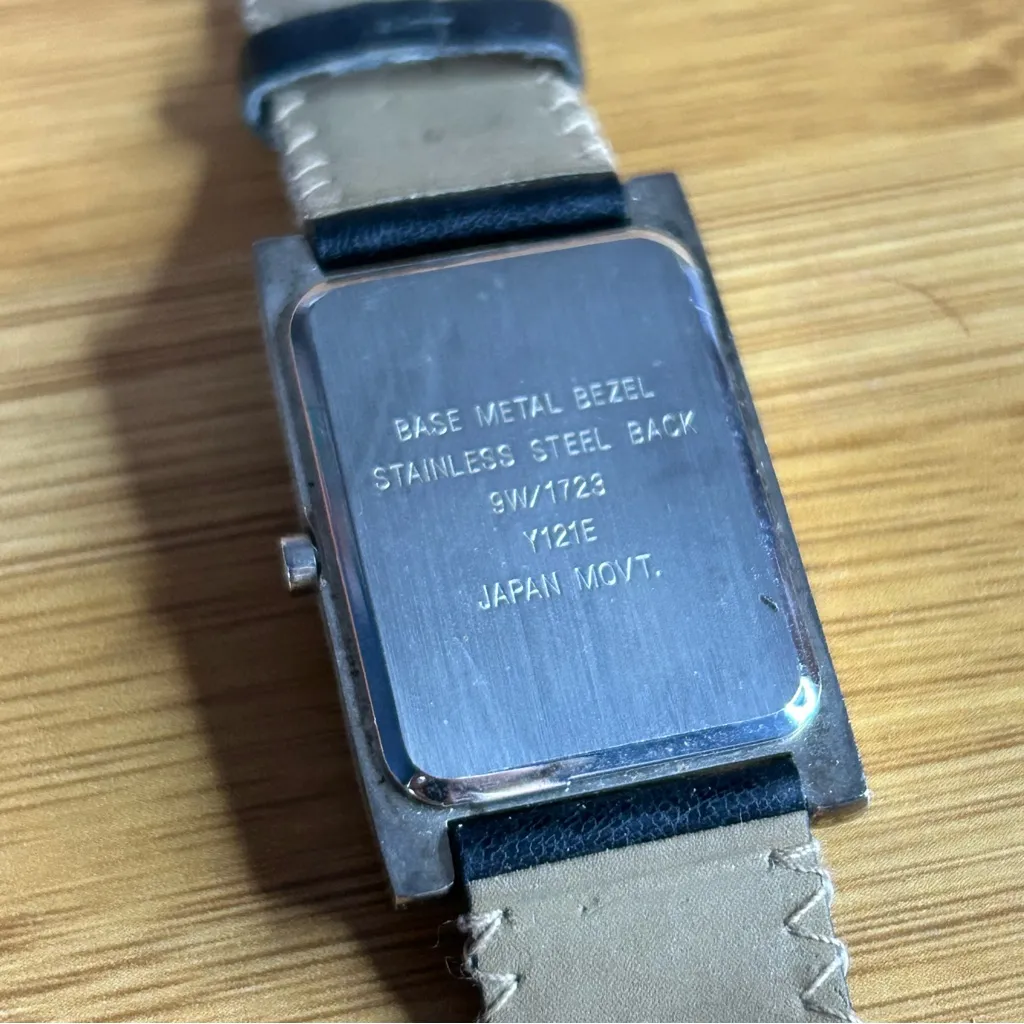 BASE METAL BEZEL
STAINLESS STEEL BACK
9W/1723
Y121E
JAPAN MOVT.